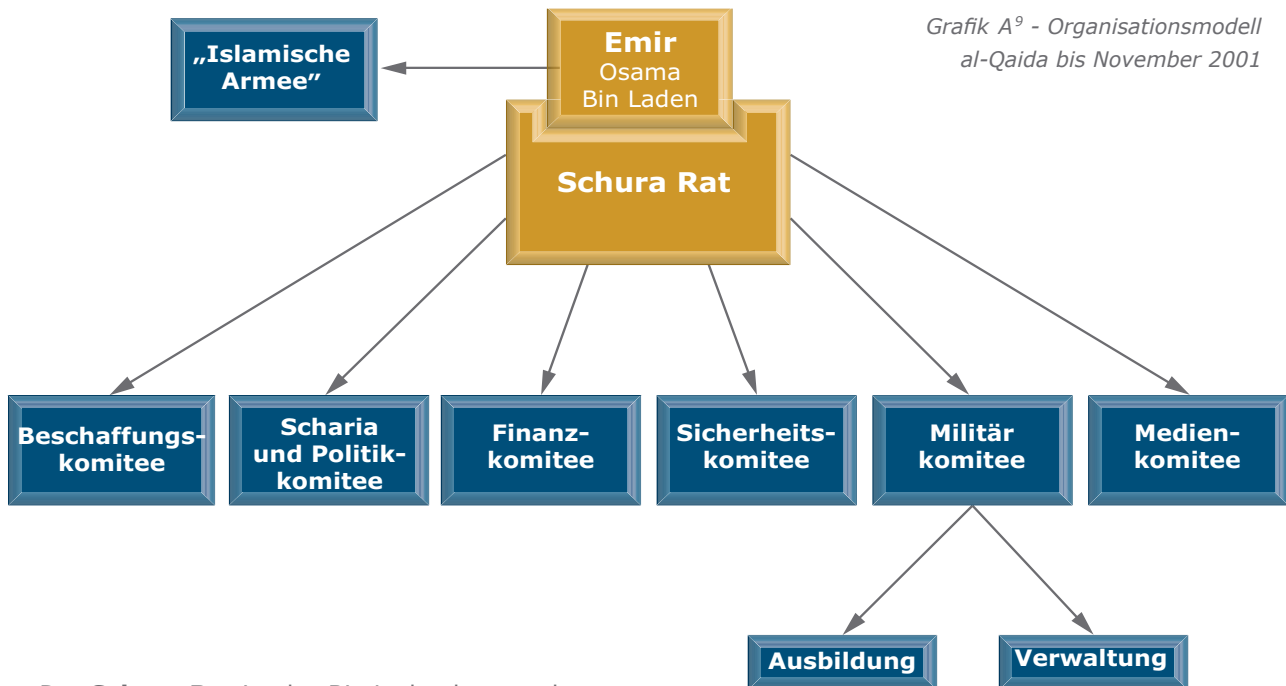 Grafik A⁹ - Organisationsmodell
al-Qaida bis November 2001
„Islamische
Armee”
Emir
Osama
Bin Laden
Schura Rat
Beschaffungs-
komitee
Scharia
und Politik-
komitee
Finanz-
komitee
Sicherheits-
komitee
Militär
komitee
Medien-
komitee
Ausbildung
Verwaltung